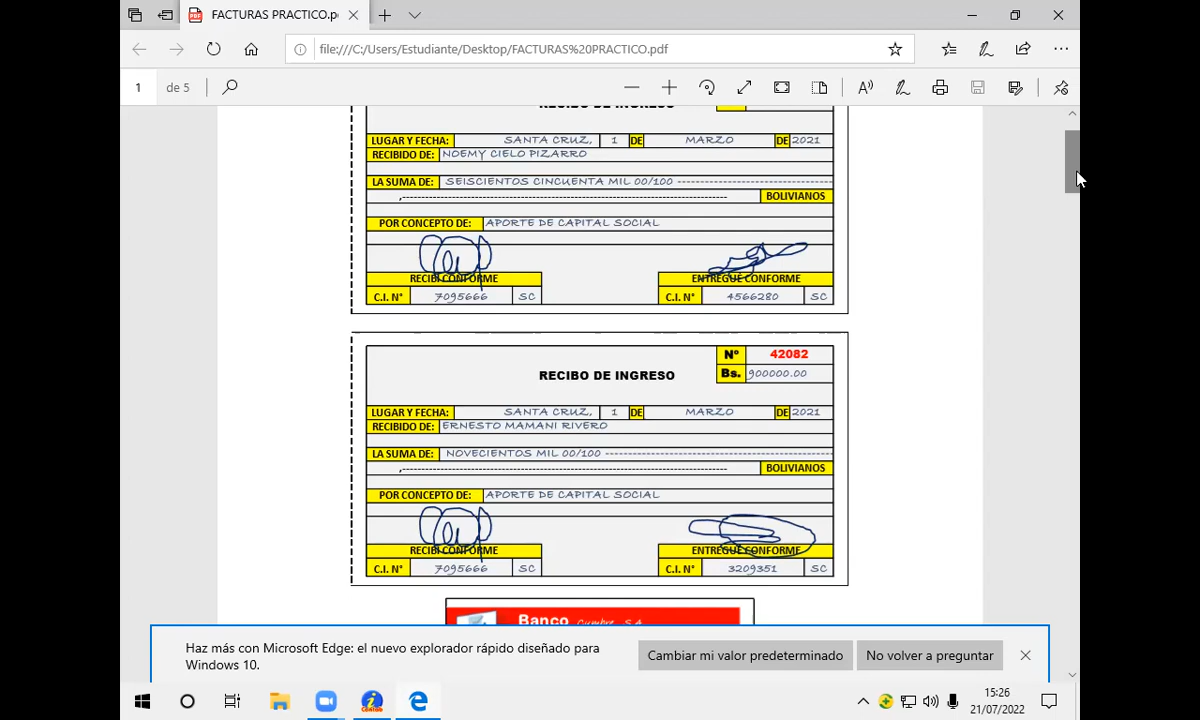 FACTURAS PRACTICO.p
file:///C:/Users/Estudiante/Desktop/FACTURAS%20PRACTICO.pdf
1 de 5
RECIBO DE INGRESO
LUGAR Y FECHA: SANTA CRUZ, 1 DE MARZO DE 2021
RECIBIDO DE: NOEMY CIELO PIZARRO
LA SUMA DE: SEISCIENTOS CINCUENTA MIL 00/100 ----------------------------------
,------------------------------------------------------------------------ BOLIVIANOS
POR CONCEPTO DE: APORTE DE CAPITAL SOCIAL
RECIBI CONFORME ENTREGUE CONFORME
C.I. N° 7095666 SC C.I. N° 4566280 SC
Nº 42082
RECIBO DE INGRESO Bs. 900000.00
LUGAR Y FECHA: SANTA CRUZ, 1 DE MARZO DE 2021
RECIBIDO DE: ERNESTO MAMANI RIVERO
LA SUMA DE: NOVECIENTOS MIL 00/100 --------------------------------------------------
,------------------------------------------------------------------------ BOLIVIANOS
POR CONCEPTO DE: APORTE DE CAPITAL SOCIAL
RECIBI CONFORME ENTREGUE CONFORME
C.I. N° 7095666 SC C.I. N° 3209351 SC
Banco Cumbre S.A.
Haz más con Microsoft Edge: el nuevo explorador rápido diseñado para
Windows 10.
Cambiar mi valor predeterminado No volver a preguntar
15:26
21/07/2022